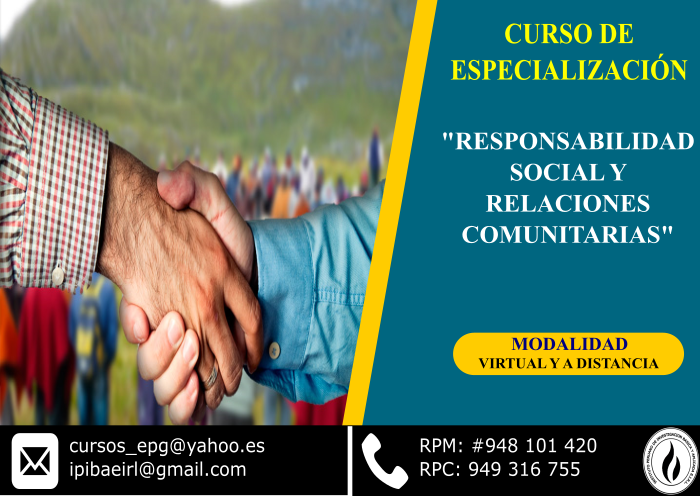 CURSO DE
ESPECIALIZACIÓN
"RESPONSABILIDAD
SOCIAL Y
RELACIONES
COMUNITARIAS"
MODALIDAD
VIRTUAL Y A DISTANCIA
cursos_epg@yahoo.es
ipibaeirl@gmail.com
RPM: #948 101 420
RPC: 949 316 755